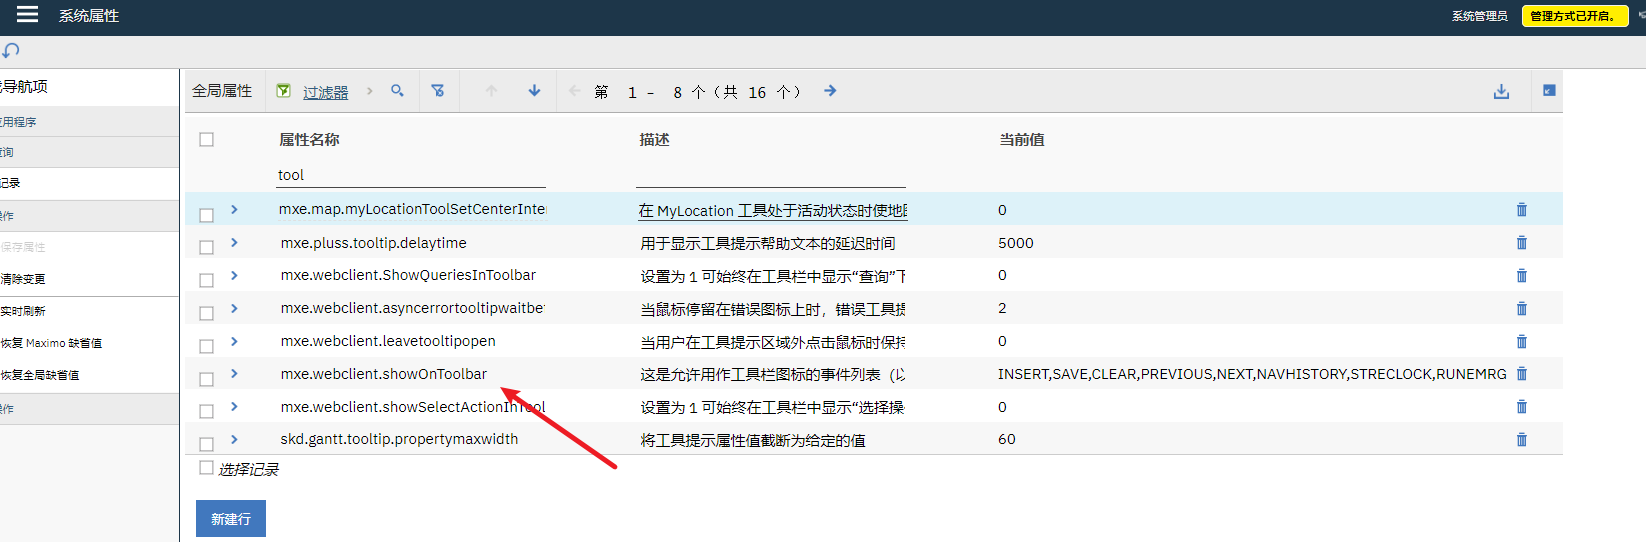 系统属性
系统管理员
管理方式已开启。
导航项
应用程序
查询
记录
操作
保存属性
清除变更
实时刷新
恢复 Maximo 缺省值
恢复全局缺省值
操作
全局属性 过滤器 第 1 - 8 个（共 16 个）
属性名称 描述 当前值
tool
mxe.map.myLocationToolSetCenterInter 在 MyLocation 工具处于活动状态时使地图 0
mxe.pluss.tooltip.delaytime 用于显示工具提示帮助文本的延迟时间 5000
mxe.webclient.ShowQueriesInToolbar 设置为 1 可始终在工具栏中显示“查询”下 0
mxe.webclient.asyncerrortooltipwaitbef 当鼠标停留在错误图标上时，错误工具提 2
mxe.webclient.leavetooltipopen 当用户在工具提示区域外点击鼠标时保持 0
mxe.webclient.showOnToolbar 这是允许用作工具栏图标的事件列表（以 INSERT,SAVE,CLEAR,PREVIOUS,NEXT,NAVHISTORY,STRECLOCK,RUNEMRG
mxe.webclient.showSelectActionInTool 设置为 1 可始终在工具栏中显示“选择操 0
skd.gantt.tooltip.propertymaxwidth 将工具提示属性值截断为给定的值 60
选择记录
新建行